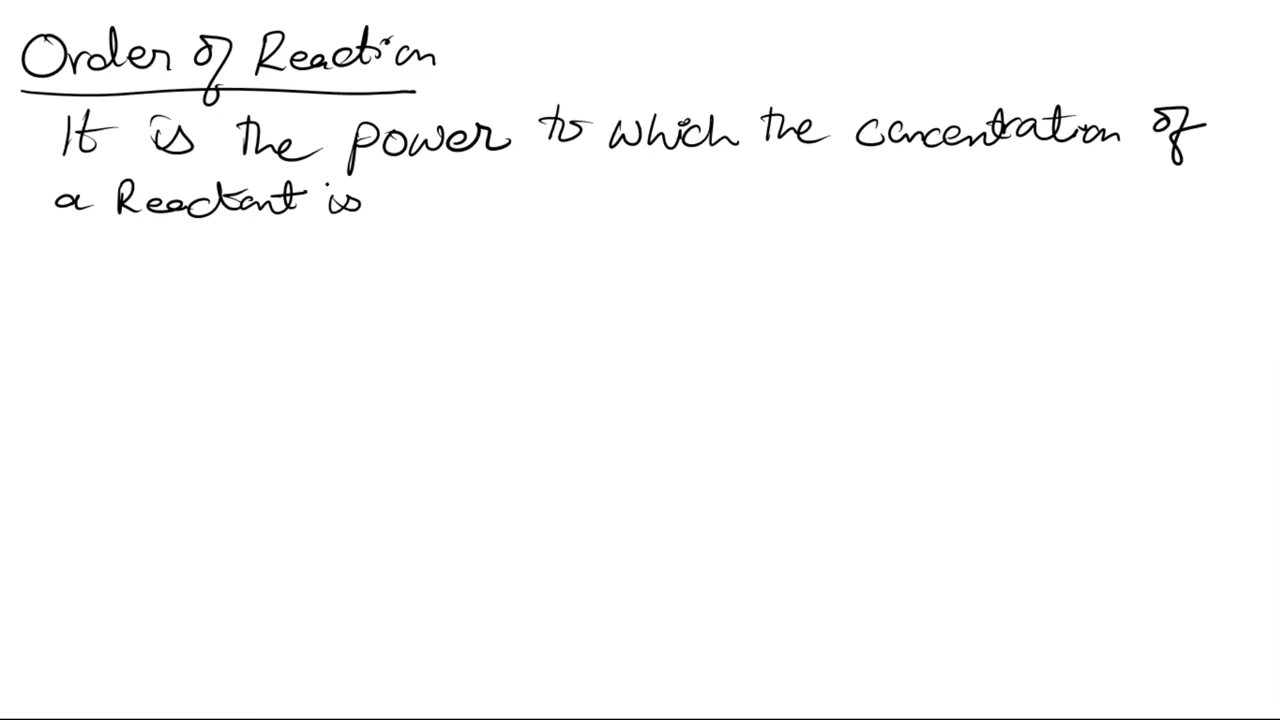 Order of Reaction
It is the power to which the concentration of
a Reactant is